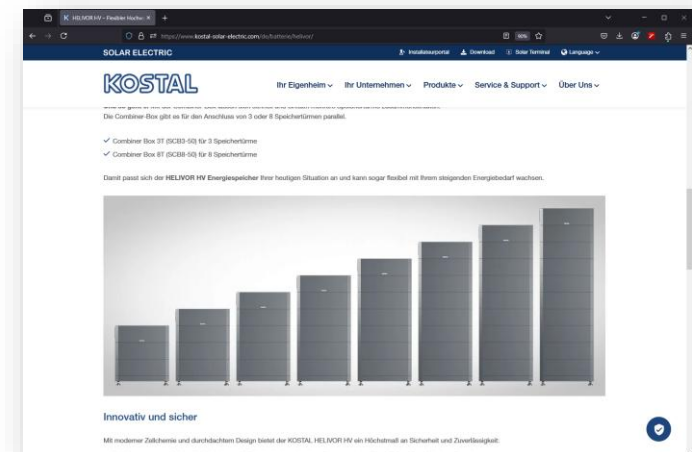 HELIVOR HV – Flexibler Hochvo
https://www.kostal-solar-electric.com/de/batterie/helivor/
60%
SOLAR ELECTRIC
Installateurportal
Download
Solar Terminal
Language
KOSTAL
Ihr Eigenheim
Ihr Unternehmen
Produkte
Service & Support
Über Uns
Die Combiner-Box gibt es für den Anschluss von 3 oder 8 Speichertürmen parallel.
Combiner Box 3T (SCB3-50) für 3 Speichertürme
Combiner Box 8T (SCB8-50) für 8 Speichertürme
Damit passt sich der HELIVOR HV Energiespeicher Ihrer heutigen Situation an und kann sogar flexibel mit Ihrem steigenden Energiebedarf wachsen.
Innovativ und sicher
Mit moderner Zellchemie und durchdachtem Design bietet der KOSTAL HELIVOR HV ein Höchstmaß an Sicherheit und Zuverlässigkeit: